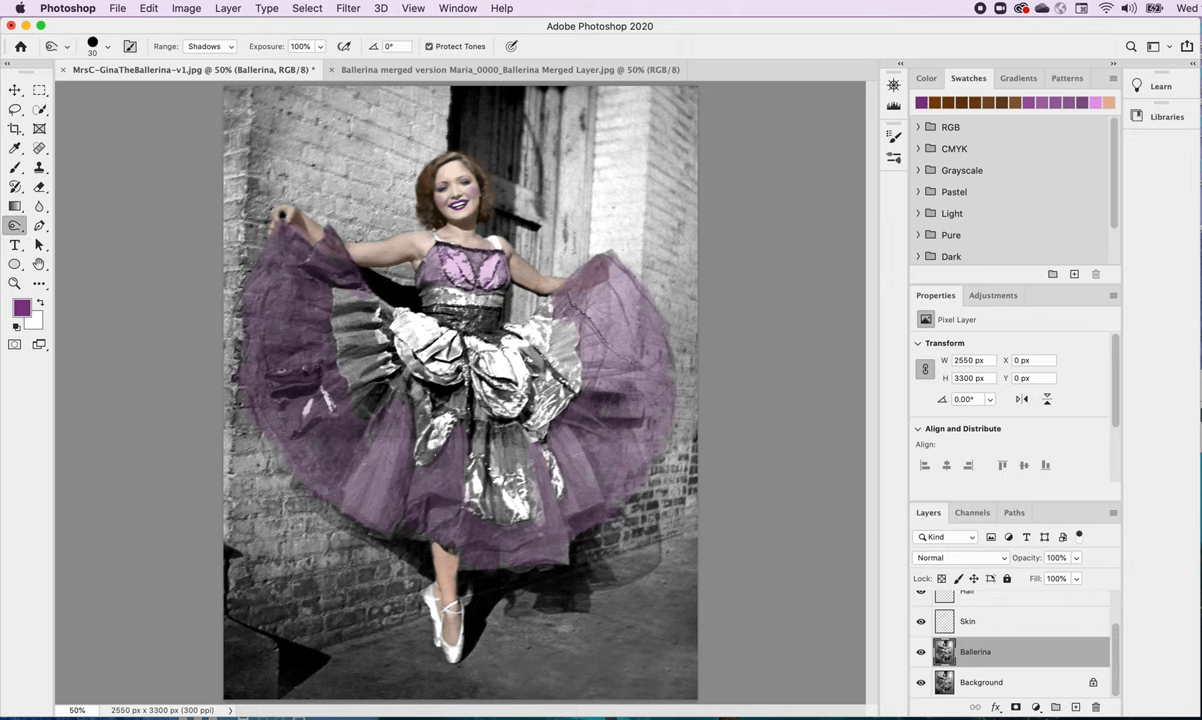 Photoshop File Edit Image Layer Type Select Filter 3D View Window Help Wed
Adobe Photoshop 2020
30 Range: Shadows Exposure: 100% 0° Protect Tones
MrsC-GinaTheBallerina-v1.jpg @ 50% (Ballerina, RGB/8) * Ballerina merged version Maria_0000_Ballerina Merged Layer.jpg @ 50% (RGB/8)
Color Swatches Gradients Patterns
Learn
Libraries
RGB
CMYK
Grayscale
Pastel
Light
Pure
Dark
Properties Adjustments
Pixel Layer
Transform
W 2550 px X 0 px
H 3300 px Y 0 px
0.00°
Align and Distribute
Align:
Layers Channels Paths
Kind
Normal Opacity: 100%
Lock: Fill: 100%
Hair
Skin
Ballerina
Background
50% 2550 px x 3300 px (300 ppi)